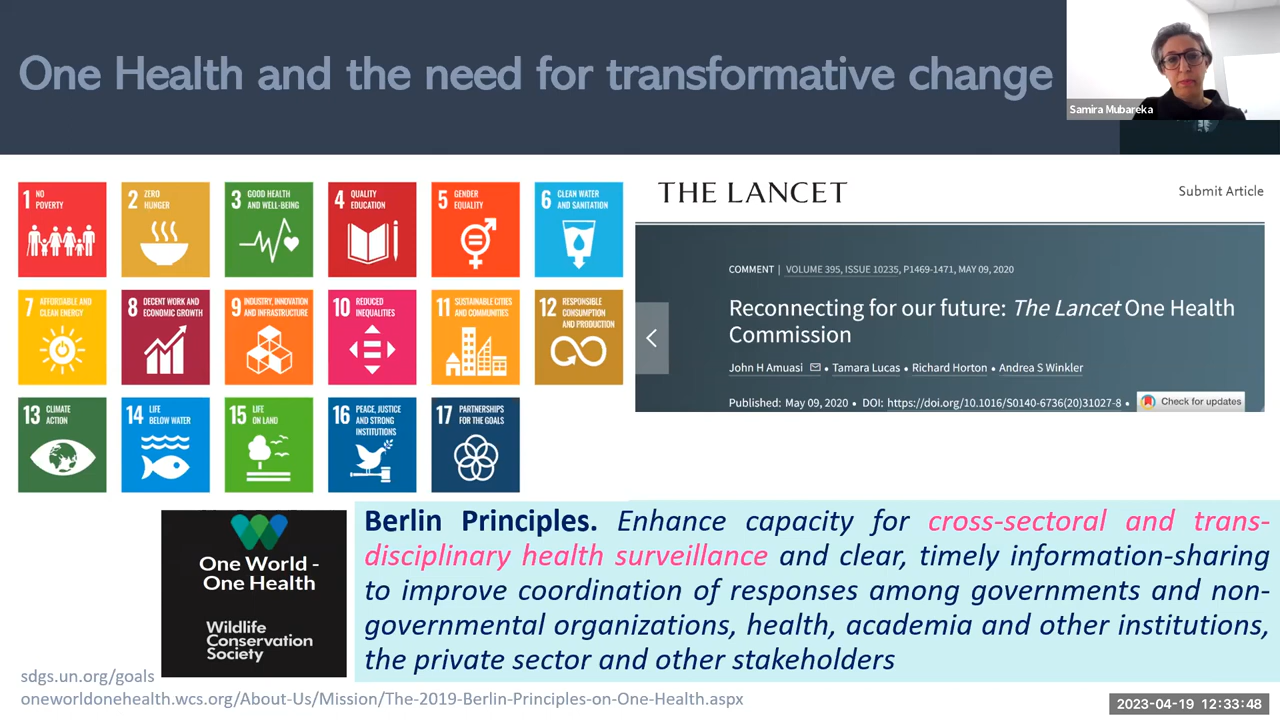 One Health and the need for transformative change
Samira Mubareka
1 NO
POVERTY
2 ZERO
HUNGER
3 GOOD HEALTH
AND WELL-BEING
4 QUALITY
EDUCATION
5 GENDER
EQUALITY
6 CLEAN WATER
AND SANITATION
7 AFFORDABLE AND
CLEAN ENERGY
8 DECENT WORK AND
ECONOMIC GROWTH
9 INDUSTRY, INNOVATION
AND INFRASTRUCTURE
10 REDUCED
INEQUALITIES
11 SUSTAINABLE CITIES
AND COMMUNITIES
12 RESPONSIBLE
CONSUMPTION
AND PRODUCTION
13 CLIMATE
ACTION
14 LIFE
BELOW WATER
15 LIFE
ON LAND
16 PEACE, JUSTICE
AND STRONG
INSTITUTIONS
17 PARTNERSHIPS
FOR THE GOALS
THE LANCET
Submit Article
COMMENT | VOLUME 395, ISSUE 10235, P1469-1471, MAY 09, 2020
Reconnecting for our future: The Lancet One Health
Commission
John H Amuasi • Tamara Lucas • Richard Horton • Andrea S Winkler
Published: May 09, 2020 • DOI: https://doi.org/10.1016/S0140-6736(20)31027-8 •
Check for updates
One World -
One Health
Wildlife
Conservation
Society
Berlin Principles. Enhance capacity for cross-sectoral and trans-
disciplinary health surveillance and clear, timely information-sharing
to improve coordination of responses among governments and non-
governmental organizations, health, academia and other institutions,
the private sector and other stakeholders
sdgs.un.org/goals
oneworldonehealth.wcs.org/About-Us/Mission/The-2019-Berlin-Principles-on-One-Health.aspx
2023-04-19 12:33:48